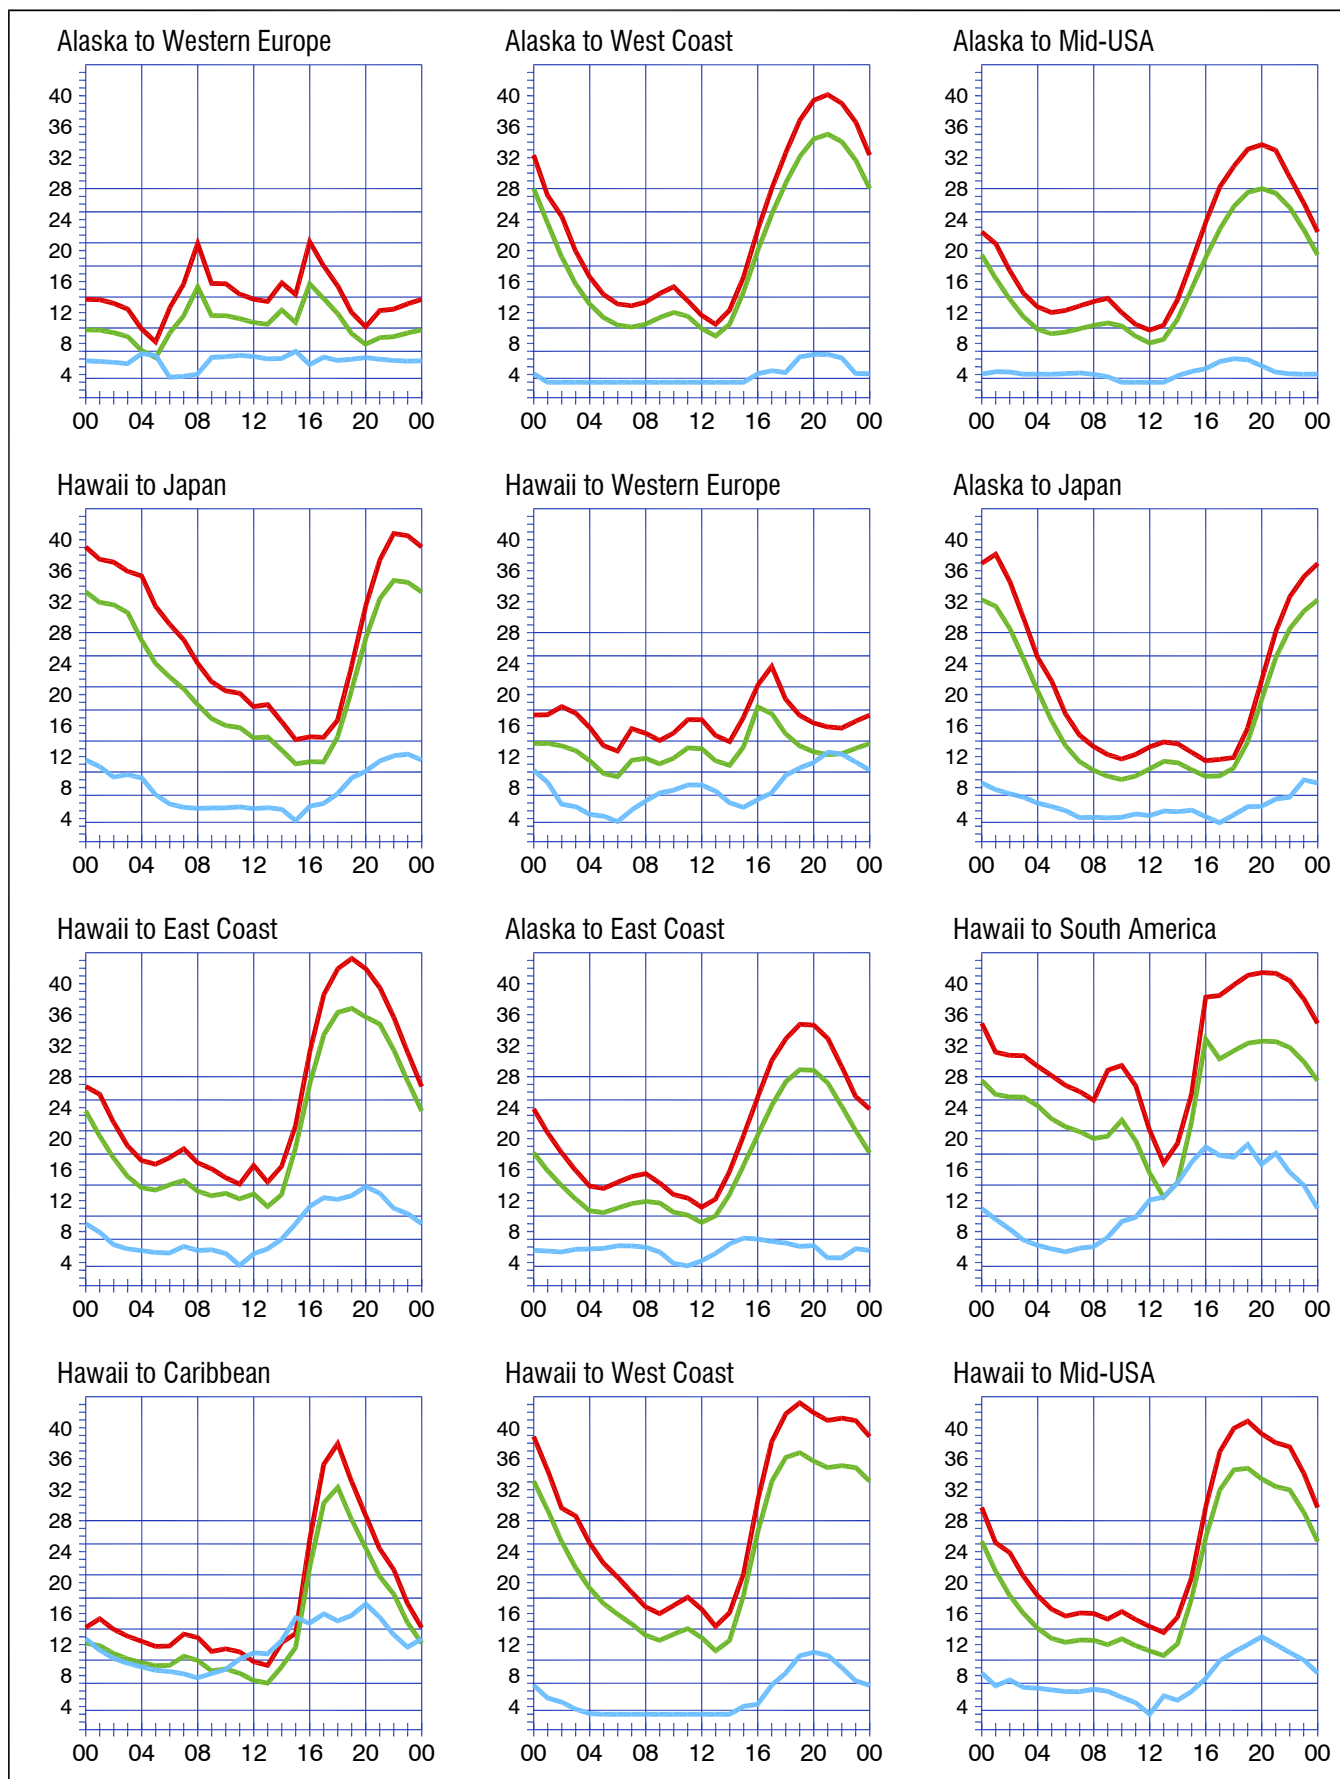 Alaska to Western Europe Alaska to West Coast Alaska to Mid-USA
40 40 40
36 36 36
32 32 32
28 28 28
24 24 24
20 20 20
16 16 16
12 12 12
8 8 8
4 4 4
00 04 08 12 16 20 00 00 04 08 12 16 20 00 00 04 08 12 16 20 00
Hawaii to Japan Hawaii to Western Europe Alaska to Japan
40 40 40
36 36 36
32 32 32
28 28 28
24 24 24
20 20 20
16 16 16
12 12 12
8 8 8
4 4 4
00 04 08 12 16 20 00 00 04 08 12 16 20 00 00 04 08 12 16 20 00
Hawaii to East Coast Alaska to East Coast Hawaii to South America
40 40 40
36 36 36
32 32 32
28 28 28
24 24 24
20 20 20
16 16 16
12 12 12
8 8 8
4 4 4
00 04 08 12 16 20 00 00 04 08 12 16 20 00 00 04 08 12 16 20 00
Hawaii to Caribbean Hawaii to West Coast Hawaii to Mid-USA
40 40 40
36 36 36
32 32 32
28 28 28
24 24 24
20 20 20
16 16 16
12 12 12
8 8 8
4 4 4
00 04 08 12 16 20 00 00 04 08 12 16 20 00 00 04 08 12 16 20 00